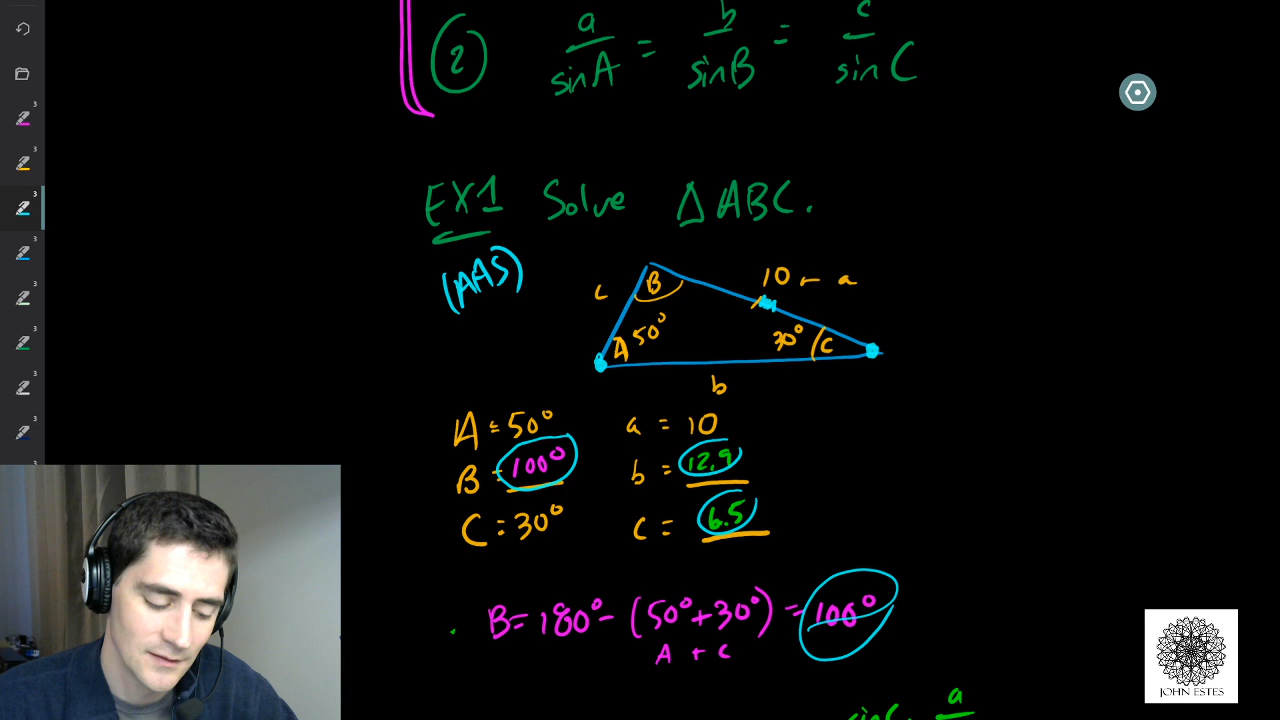 ② a/sinA = b/sinB = c/sinC
EX1 Solve △ABC.
(AAS)
c B 10 ← a
A 50° 30° C
b
A = 50° a = 10
B = 100° b = 12.9
C = 30° c = 6.5
B = 180° - (50° + 30°) = 100°
A + C
sinC · a
JOHN ESTES